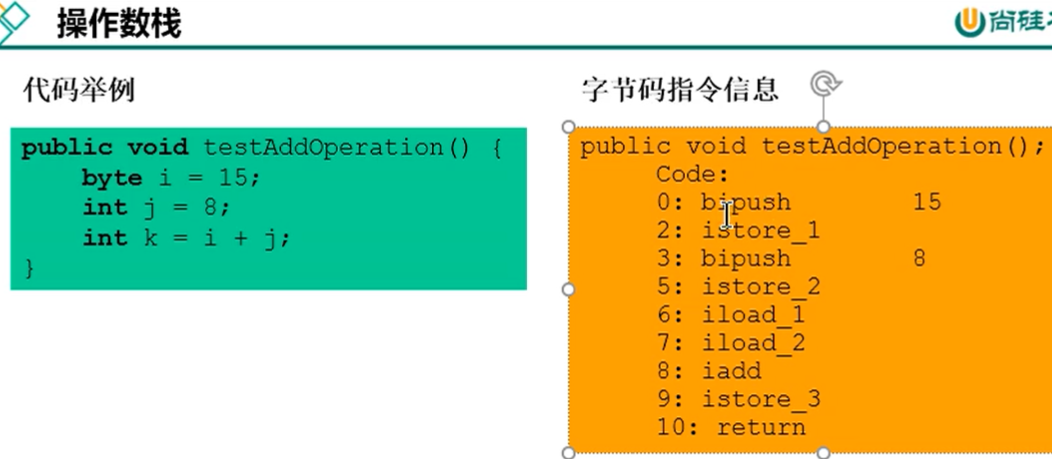 操作数栈
尚硅
代码举例
public void testAddOperation() {
byte i = 15;
int j = 8;
int k = i + j;
}
字节码指令信息
public void testAddOperation();
Code:
0: bipush 15
2: istore_1
3: bipush 8
5: istore_2
6: iload_1
7: iload_2
8: iadd
9: istore_3
10: return